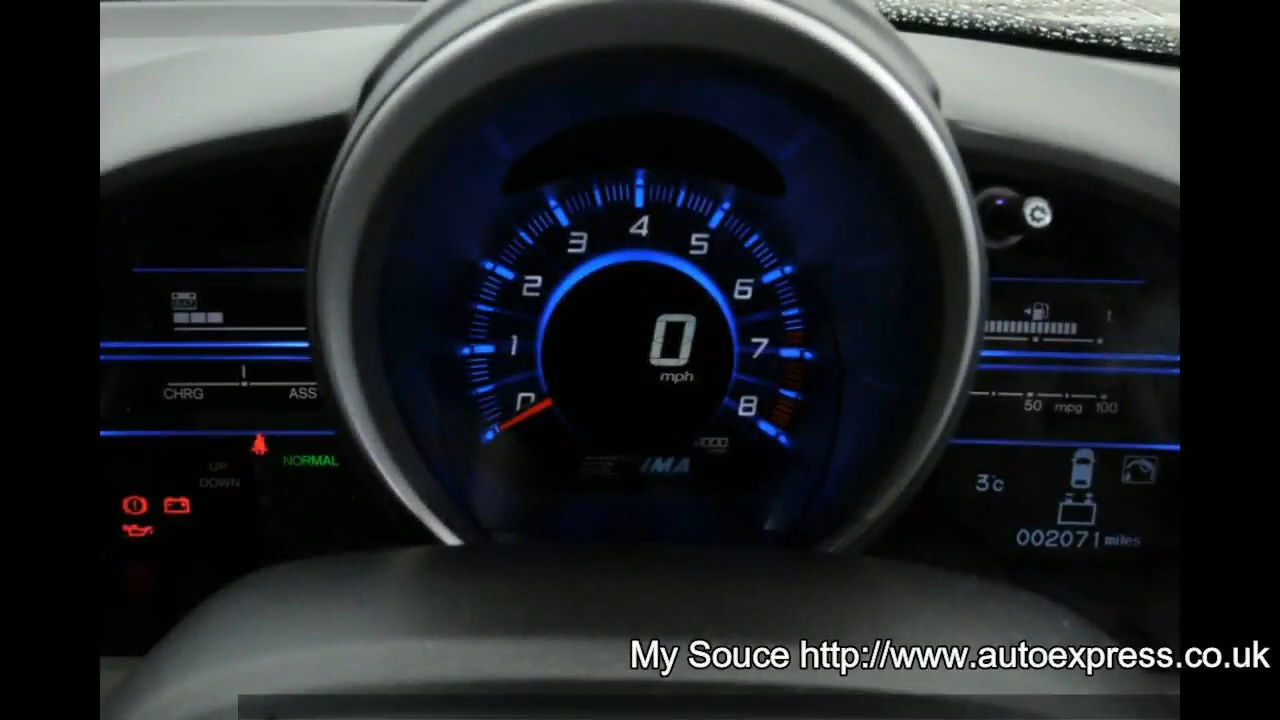 4
3 5
2 6
1 7
0 8
0
mph
IMA
CHRG ASS
NORMAL
UP
DOWN
50 mpg 100
3°c
002071 miles
My Souce http://www.autoexpress.co.uk